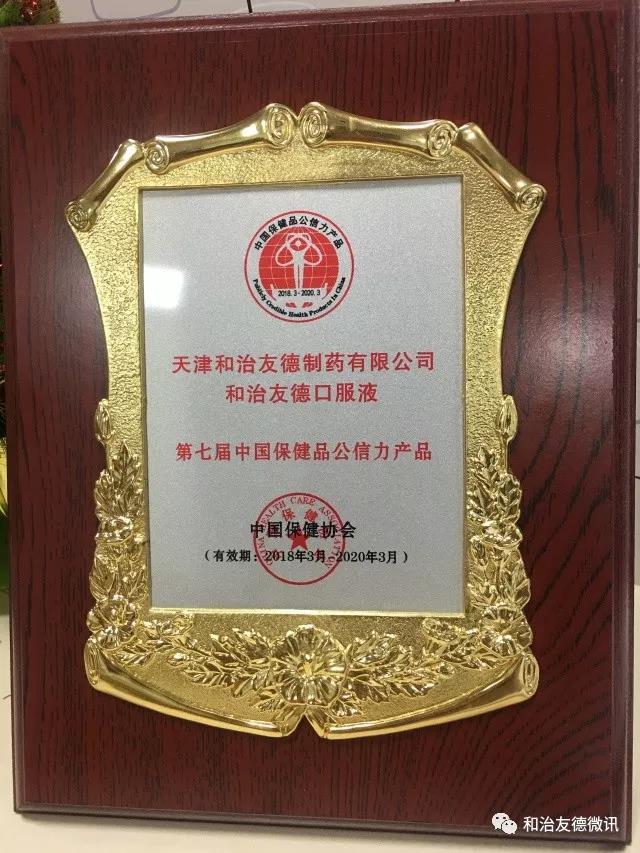 中国保健品公信力产品
2018.3-2020.3
Publicly Credible Health Products In China
天津和治友德制药有限公司
和治友德口服液
第七届中国保健品公信力产品
CHINA HEALTH CARE ASSOCIATION
中国保健协会
(有效期：2018年3月-2020年3月)
和治友德微讯